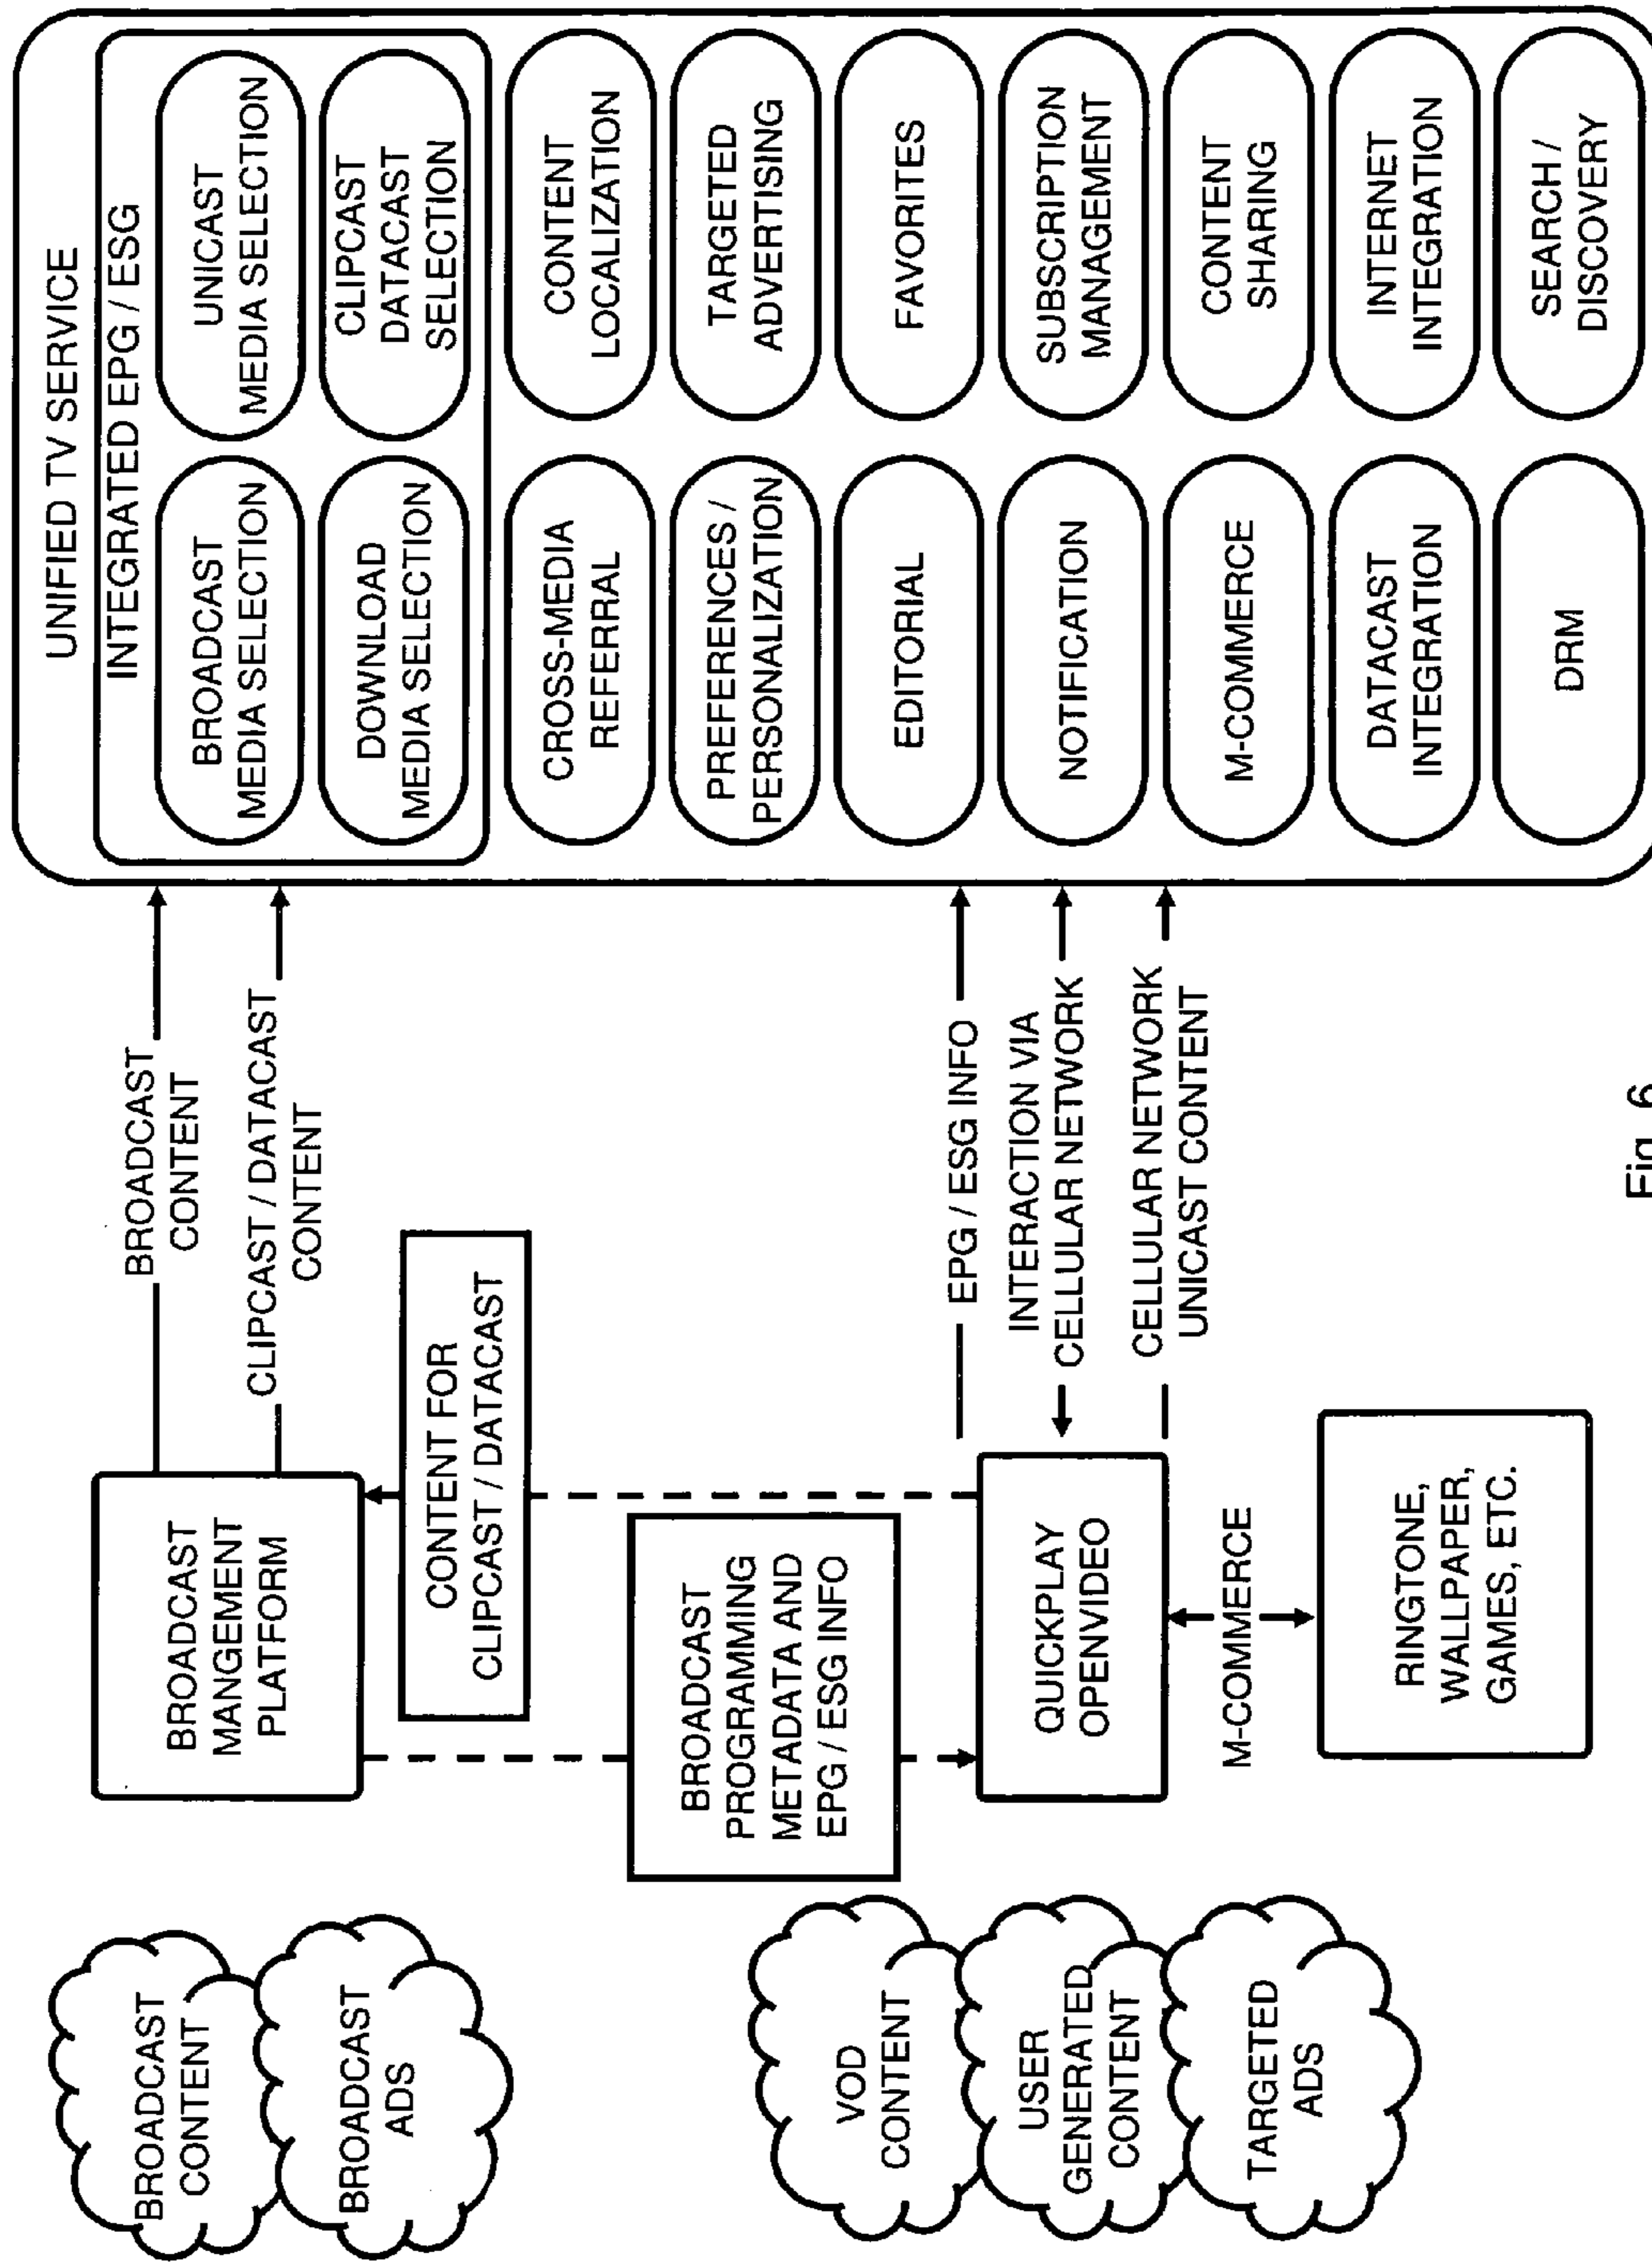 BROADCAST
CONTENT
BROADCAST
ADS
VOD
CONTENT
USER
GENERATED
CONTENT
TARGETED
ADS
BROADCAST
MANGEMENT
PLATFORM
CONTENT FOR
CLIPCAST / DATACAST
BROADCAST
PROGRAMMING
METADATA AND
EPG / ESG INFO
QUICKPLAY
OPENVIDEO
M-COMMERCE
RINGTONE,
WALLPAPER,
GAMES, ETC.
BROADCAST
CONTENT
CLIPCAST / DATACAST
CONTENT
EPG / ESG INFO
INTERACTION VIA
CELLULAR NETWORK
CELLULAR NETWORK
UNICAST CONTENT
UNIFIED TV SERVICE
INTEGRATED EPG / ESG
BROADCAST
MEDIA SELECTION
UNICAST
MEDIA SELECTION
DOWNLOAD
MEDIA SELECTION
CLIPCAST
DATACAST
SELECTION
CROSS-MEDIA
REFERRAL
CONTENT
LOCALIZATION
PREFERENCES /
PERSONALIZATION
TARGETED
ADVERTISING
EDITORIAL
FAVORITES
NOTIFICATION
SUBSCRIPTION
MANAGEMENT
M-COMMERCE
CONTENT
SHARING
DATACAST
INTEGRATION
INTERNET
INTEGRATION
DRM
SEARCH /
DISCOVERY
Fig. 6